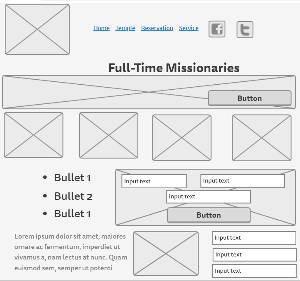 Home Temple Reservation Service
Full-Time Missionaries
Button
Bullet 1
Bullet 2
Bullet 1
Input text
Input text
Input text
Button
Lorem ipsum dolor sit amet, maiores
ornare ac fermentum, imperdiet ut
vivamus a, nam lectus at nunc. Quam
euismod sem, semper ut potenti
Input text
Input text
Input text